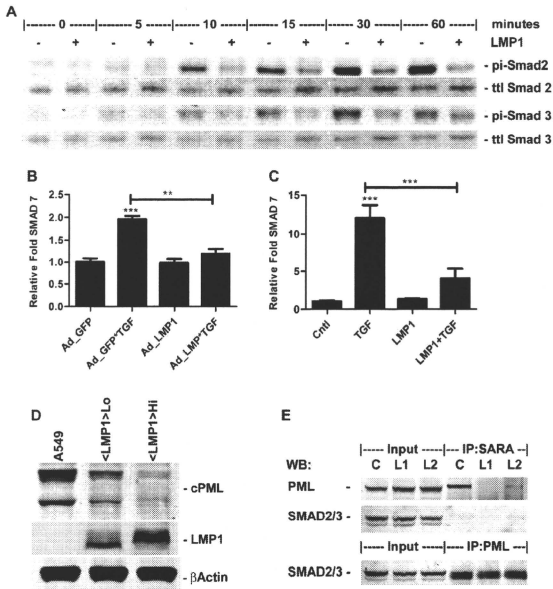 A
|---- 0 ----|---- 5 ----|---- 10 ----|---- 15 ----|---- 30 ----|---- 60 ----| minutes
- + - + - + - + - + - + LMP1
- pi-Smad2
- ttl Smad 2
- pi-Smad 3
- ttl Smad 3
B
Relative Fold SMAD 7
2.5
2.0
1.5
1.0
0.5
0.0
***
**
Ad_GFP
Ad_GFP*TGF
Ad_LMP1
Ad_LMP*TGF
C
Relative Fold SMAD 7
15
10
5
0
***
***
Cntl
TGF
LMP1
LMP1+TGF
D
A549
<LMP1>Lo
<LMP1>Hi
- cPML
- LMP1
- βActin
E
|----- Input -----|-- IP:SARA --|
WB: C L1 L2 C L1 L2
PML -
SMAD2/3 -
|------ Input ------|------ IP:PML ------|
SMAD2/3 -